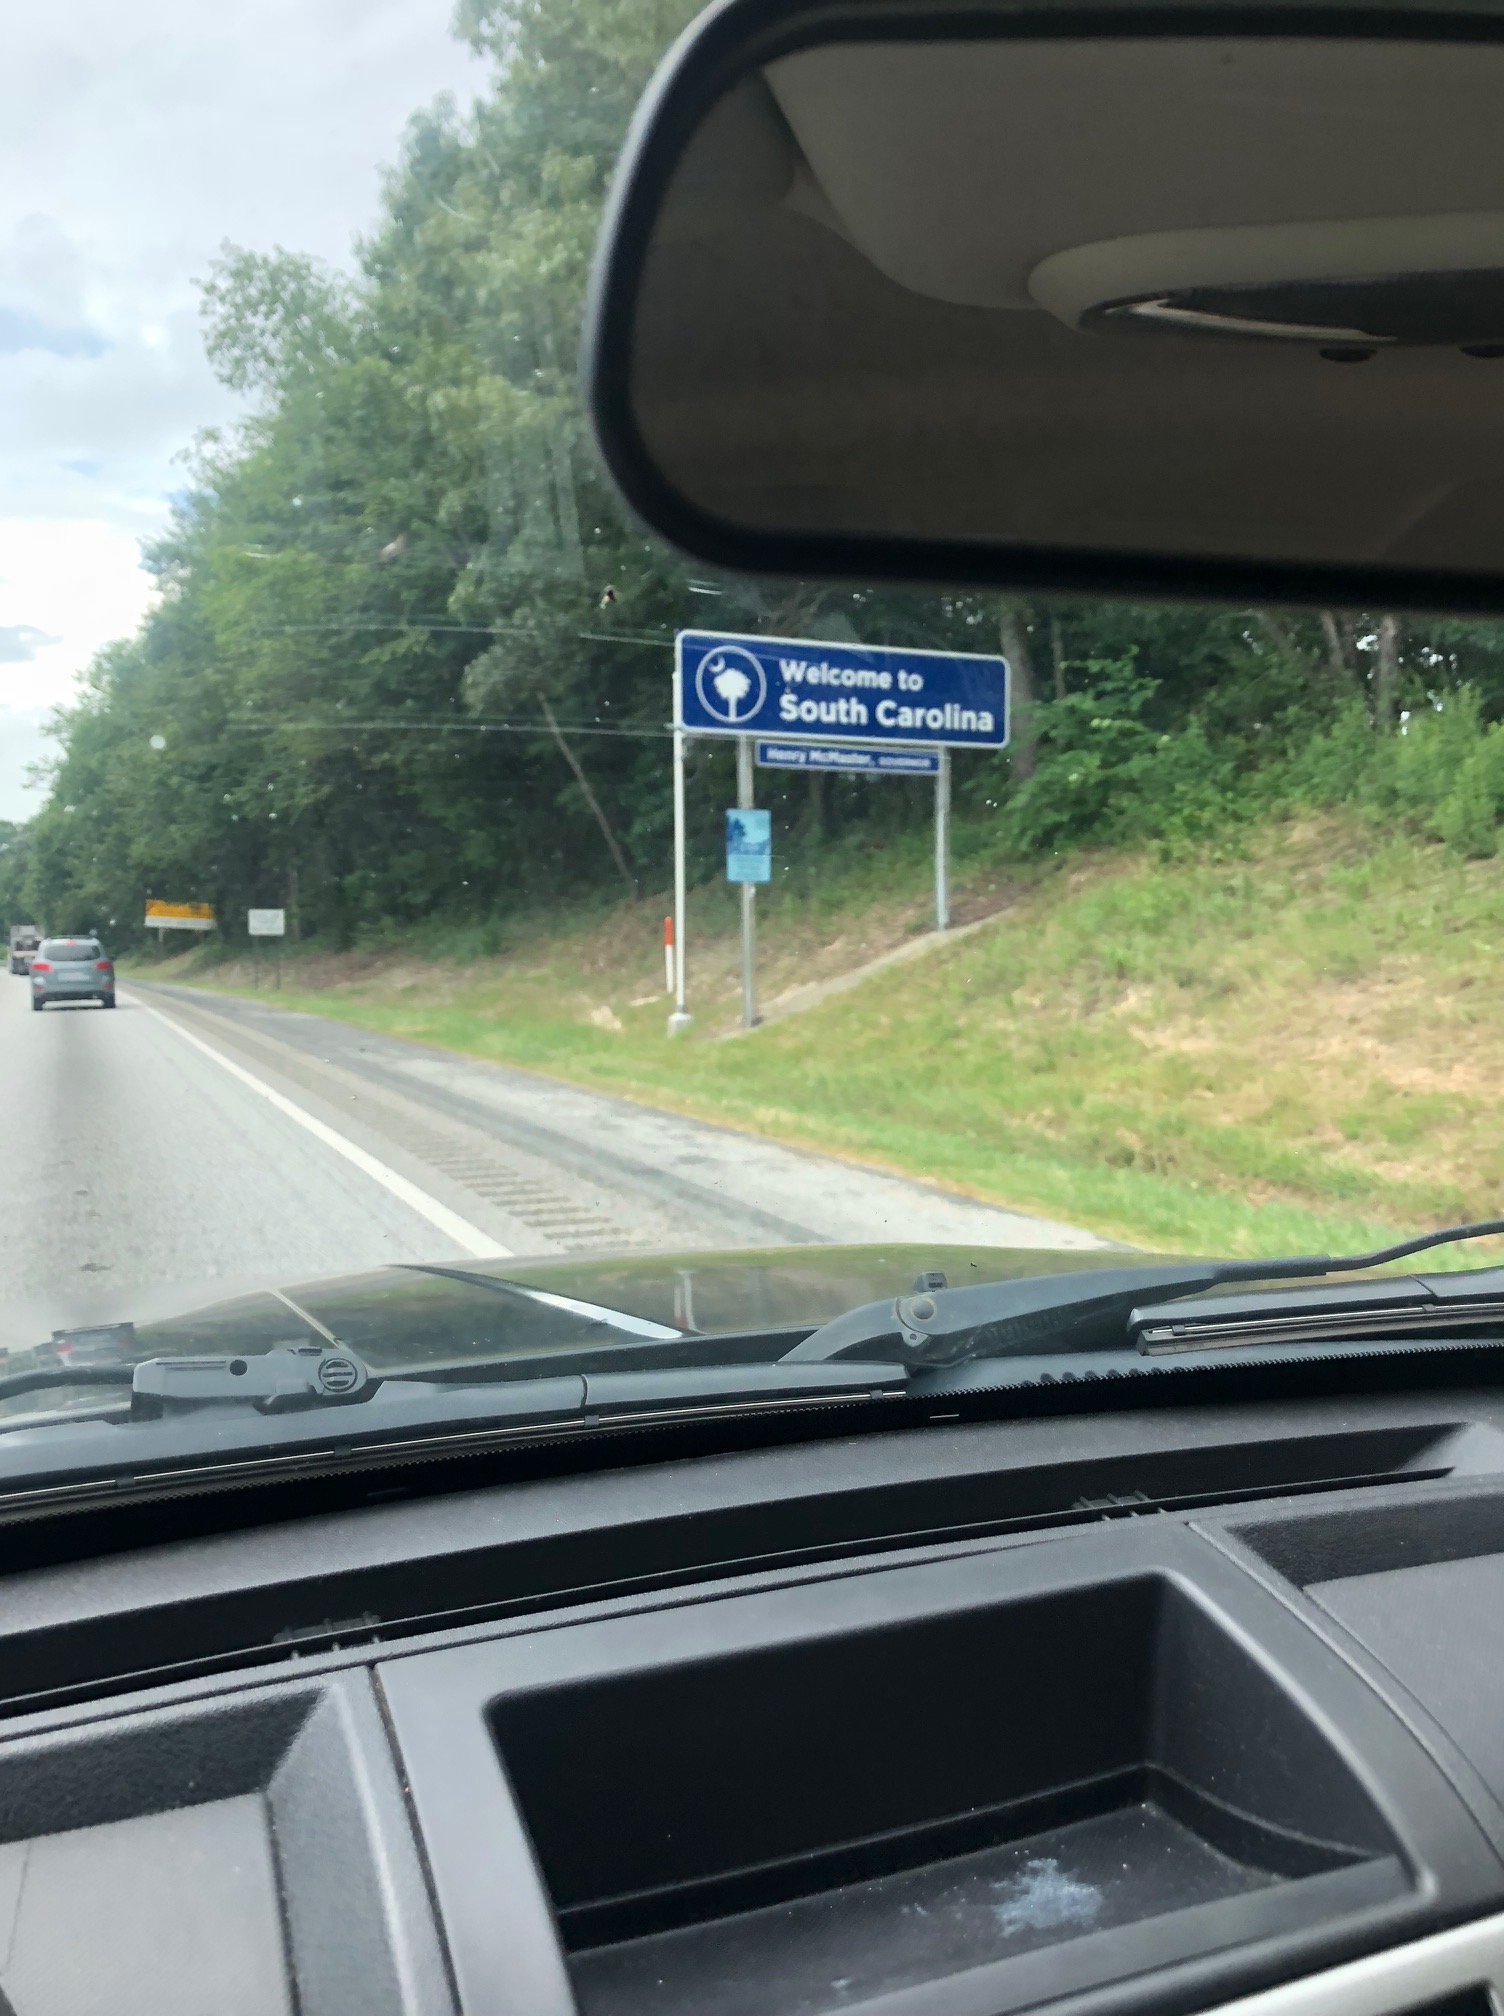 Welcome to
South Carolina
Henry McMaster, GOVERNOR